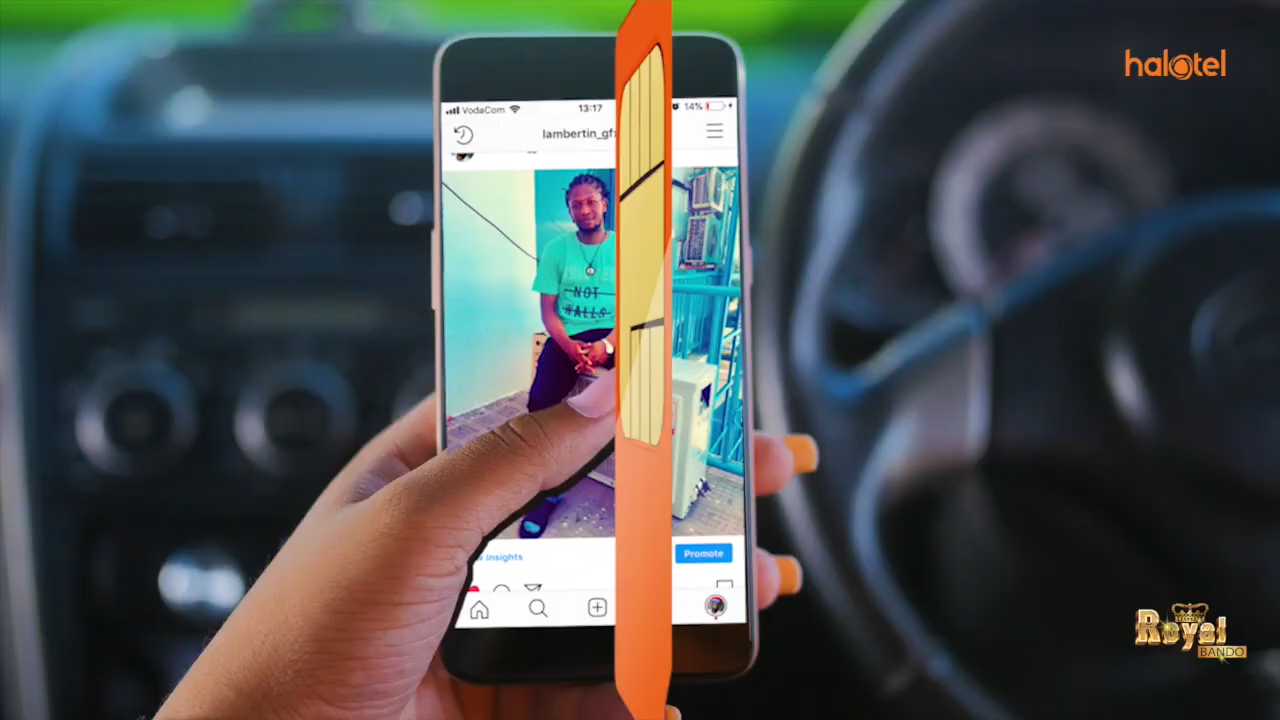 halotel
VodaCom
13:17
14%
lambertin_gf
NOT
WALLS
Insights
Promote
Royal
BANDO